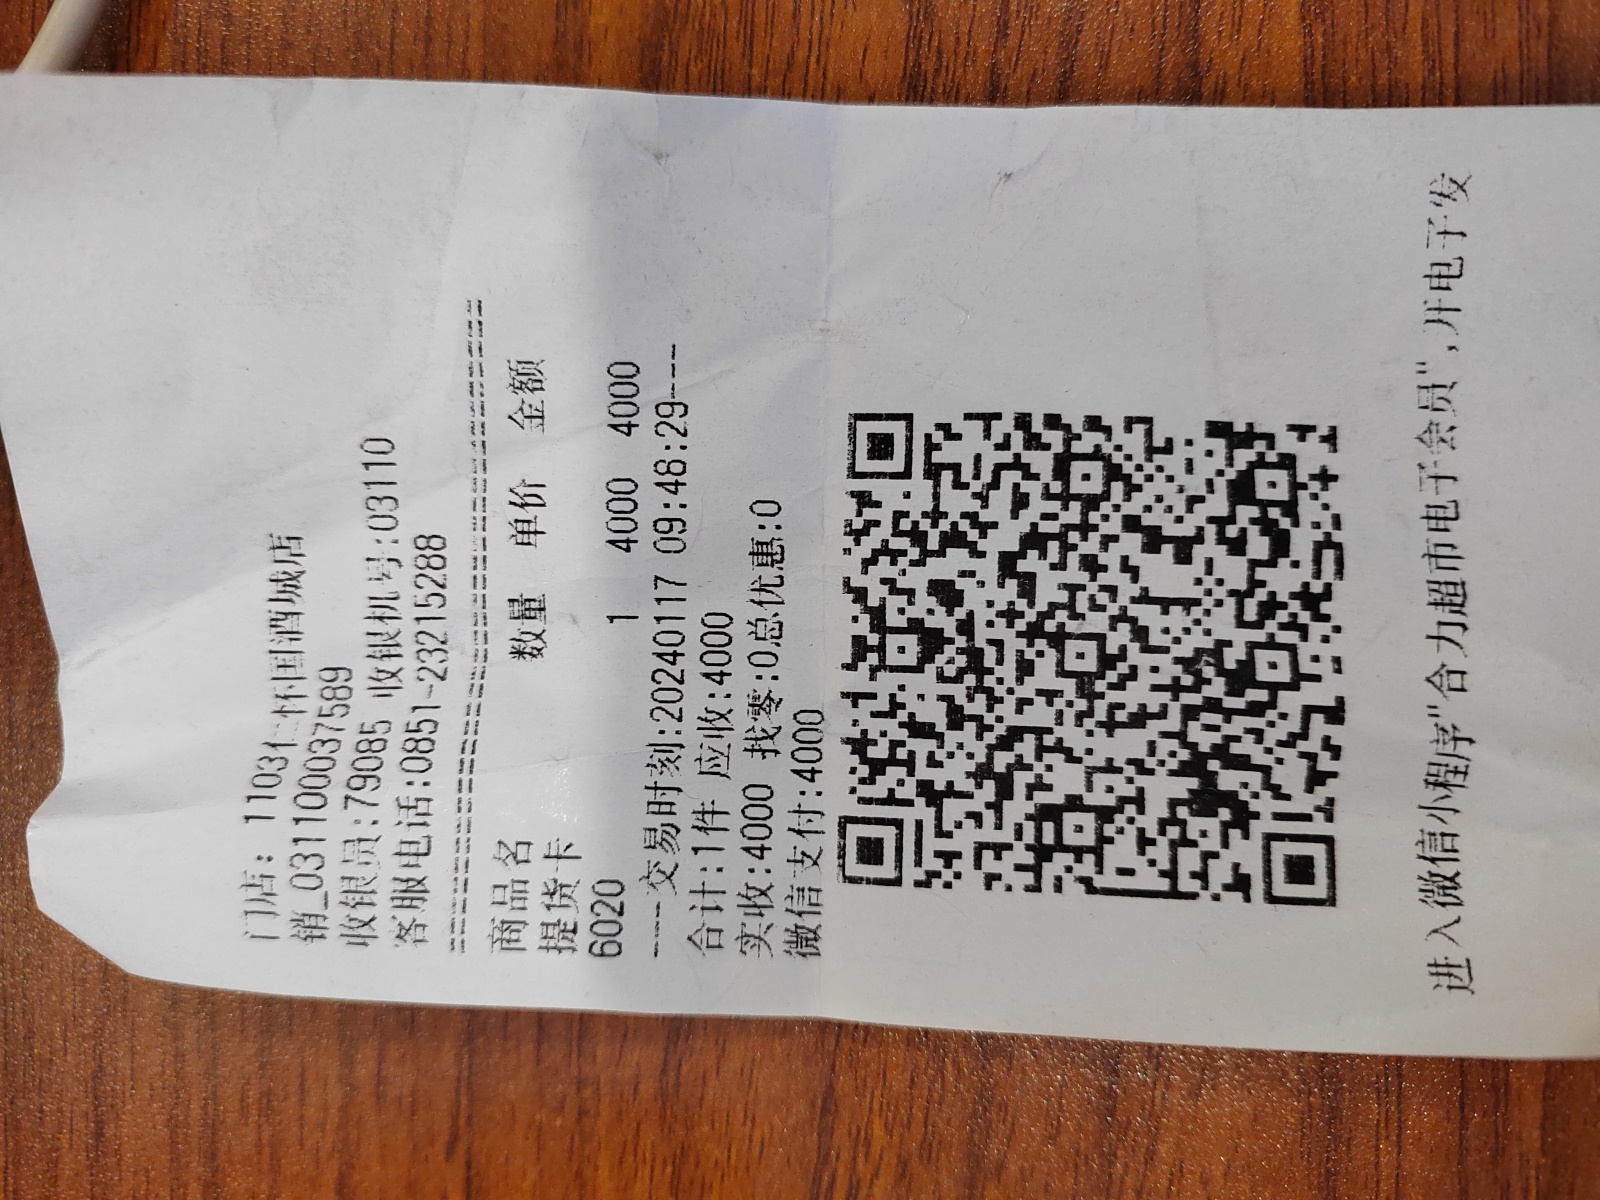 门店: 1103仁怀国酒城店
销_031100037589
收银员:79085 收银机号:03110
客服电话:0851-23215288
商品名 数量 单价 金额
提货卡
6020 1 4000 4000
----交易时刻:20240117 09:48:29----
合计:1件 应收:4000
实收:4000 找零:0总优惠:0
微信支付:4000
进入微信小程序"合力超市电子会员",开电子发